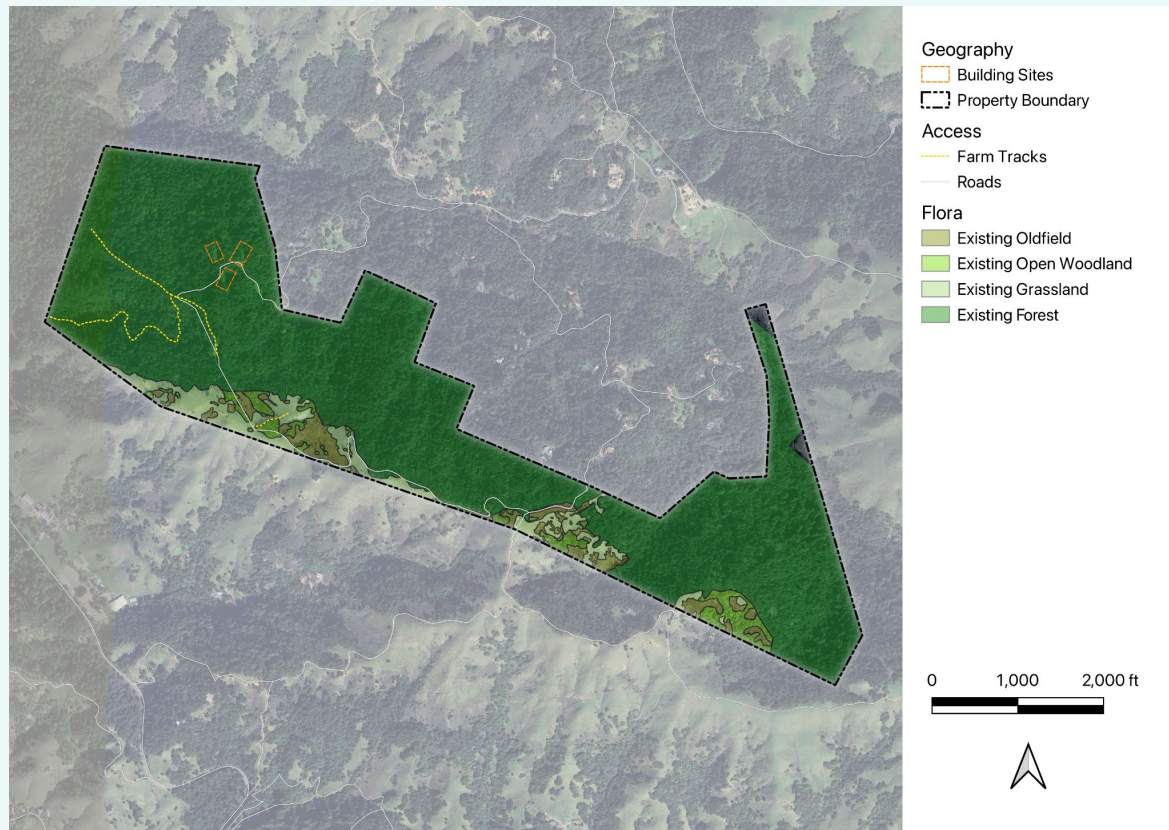 Geography
Building Sites
Property Boundary
Access
Farm Tracks
Roads
Flora
Existing Oldfield
Existing Open Woodland
Existing Grassland
Existing Forest
0 1,000 2,000 ft